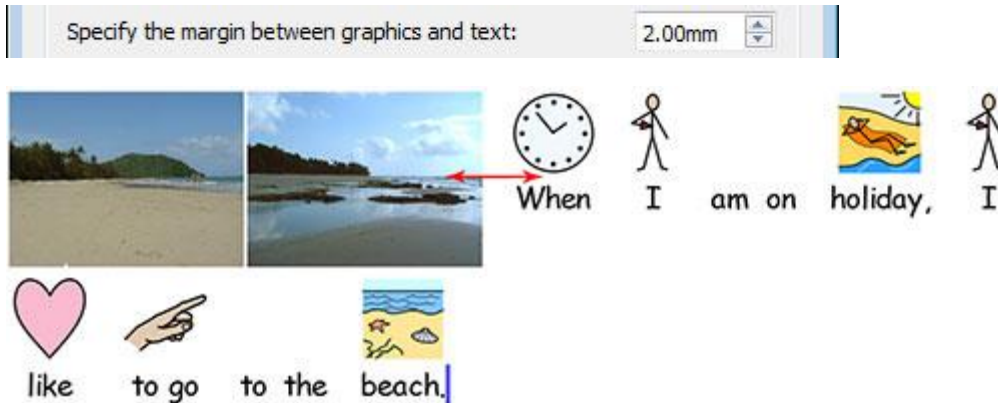 Specify the margin between graphics and text: 2.00mm
When I am on holiday, I
like to go to the beach.